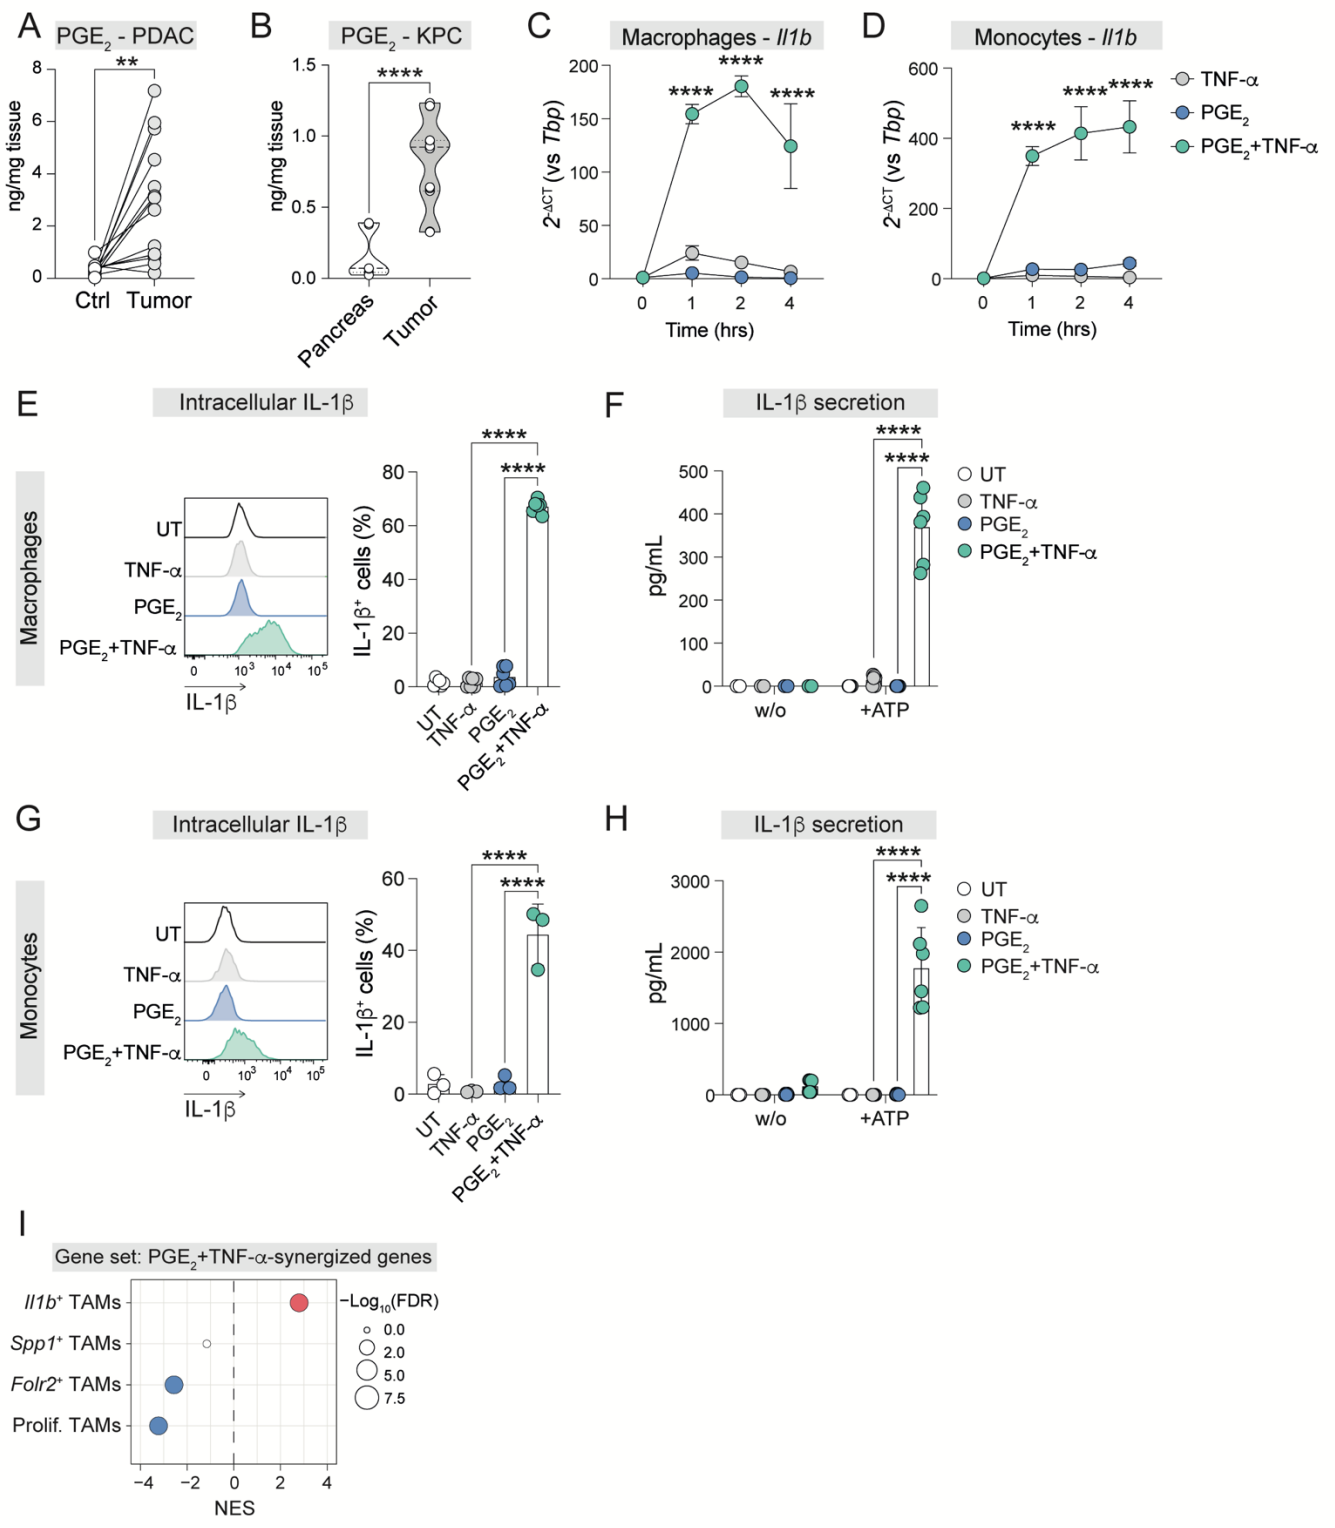 A
PGE2 - PDAC
**
ng/mg tissue
8
6
4
2
0
Ctrl
Tumor
B
PGE2 - KPC
****
ng/mg tissue
1.5
1.0
0.5
0.0
Pancreas
Tumor
C
Macrophages - Il1b
****
****
****
2-ΔCT (vs Tbp)
200
150
100
50
0
0 1 2 4
Time (hrs)
D
Monocytes - Il1b
****
****
****
2-ΔCT (vs Tbp)
600
400
200
0
0 1 2 4
Time (hrs)
TNF-α
PGE2
PGE2+TNF-α
Macrophages
E
Intracellular IL-1β
UT
TNF-α
PGE2
PGE2+TNF-α
0 10³ 10⁴ 10⁵
IL-1β
****
****
IL-1β+ cells (%)
80
60
40
20
0
UT
TNF-α
PGE2
PGE2+TNF-α
F
IL-1β secretion
****
****
pg/mL
500
400
300
200
100
0
w/o
+ATP
UT
TNF-α
PGE2
PGE2+TNF-α
Monocytes
G
Intracellular IL-1β
UT
TNF-α
PGE2
PGE2+TNF-α
0 10³ 10⁴ 10⁵
IL-1β
****
****
IL-1β+ cells (%)
60
40
20
0
UT
TNF-α
PGE2
PGE2+TNF-α
H
IL-1β secretion
****
****
pg/mL
3000
2000
1000
0
w/o
+ATP
UT
TNF-α
PGE2
PGE2+TNF-α
I
Gene set: PGE2+TNF-α-synergized genes
Il1b+ TAMs
Spp1+ TAMs
Folr2+ TAMs
Prolif. TAMs
−4 −2 0 2 4
NES
−Log10(FDR)
0.0
2.0
5.0
7.5